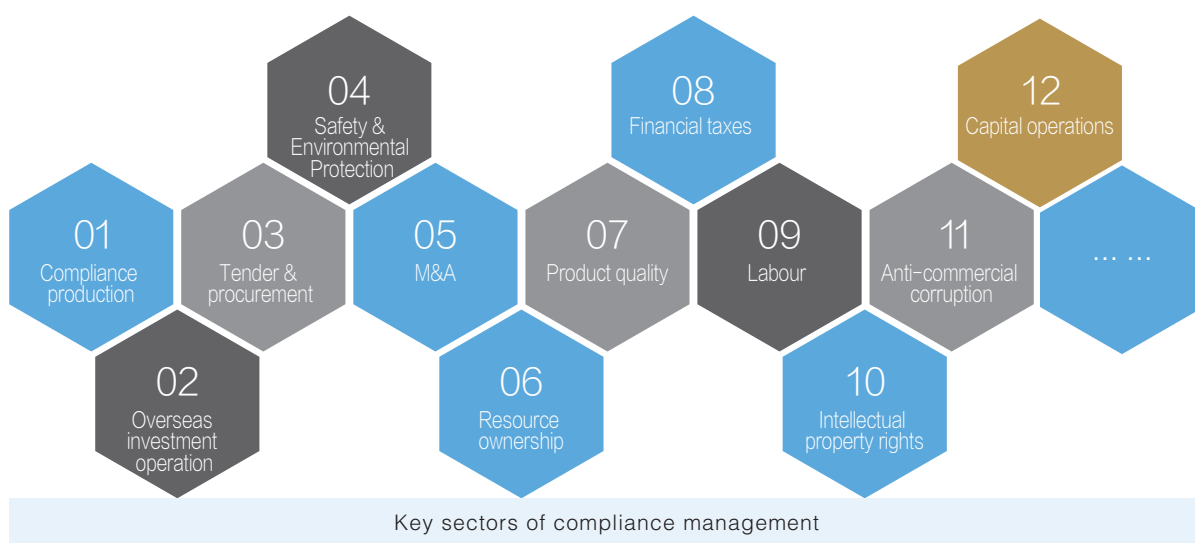 01
Compliance
production
02
Overseas
investment
operation
03
Tender &
procurement
04
Safety &
Environmental
Protection
05
M&A
06
Resource
ownership
07
Product quality
08
Financial taxes
09
Labour
10
Intellectual
property rights
11
Anti-commercial
corruption
12
Capital operations
... ...
Key sectors of compliance management